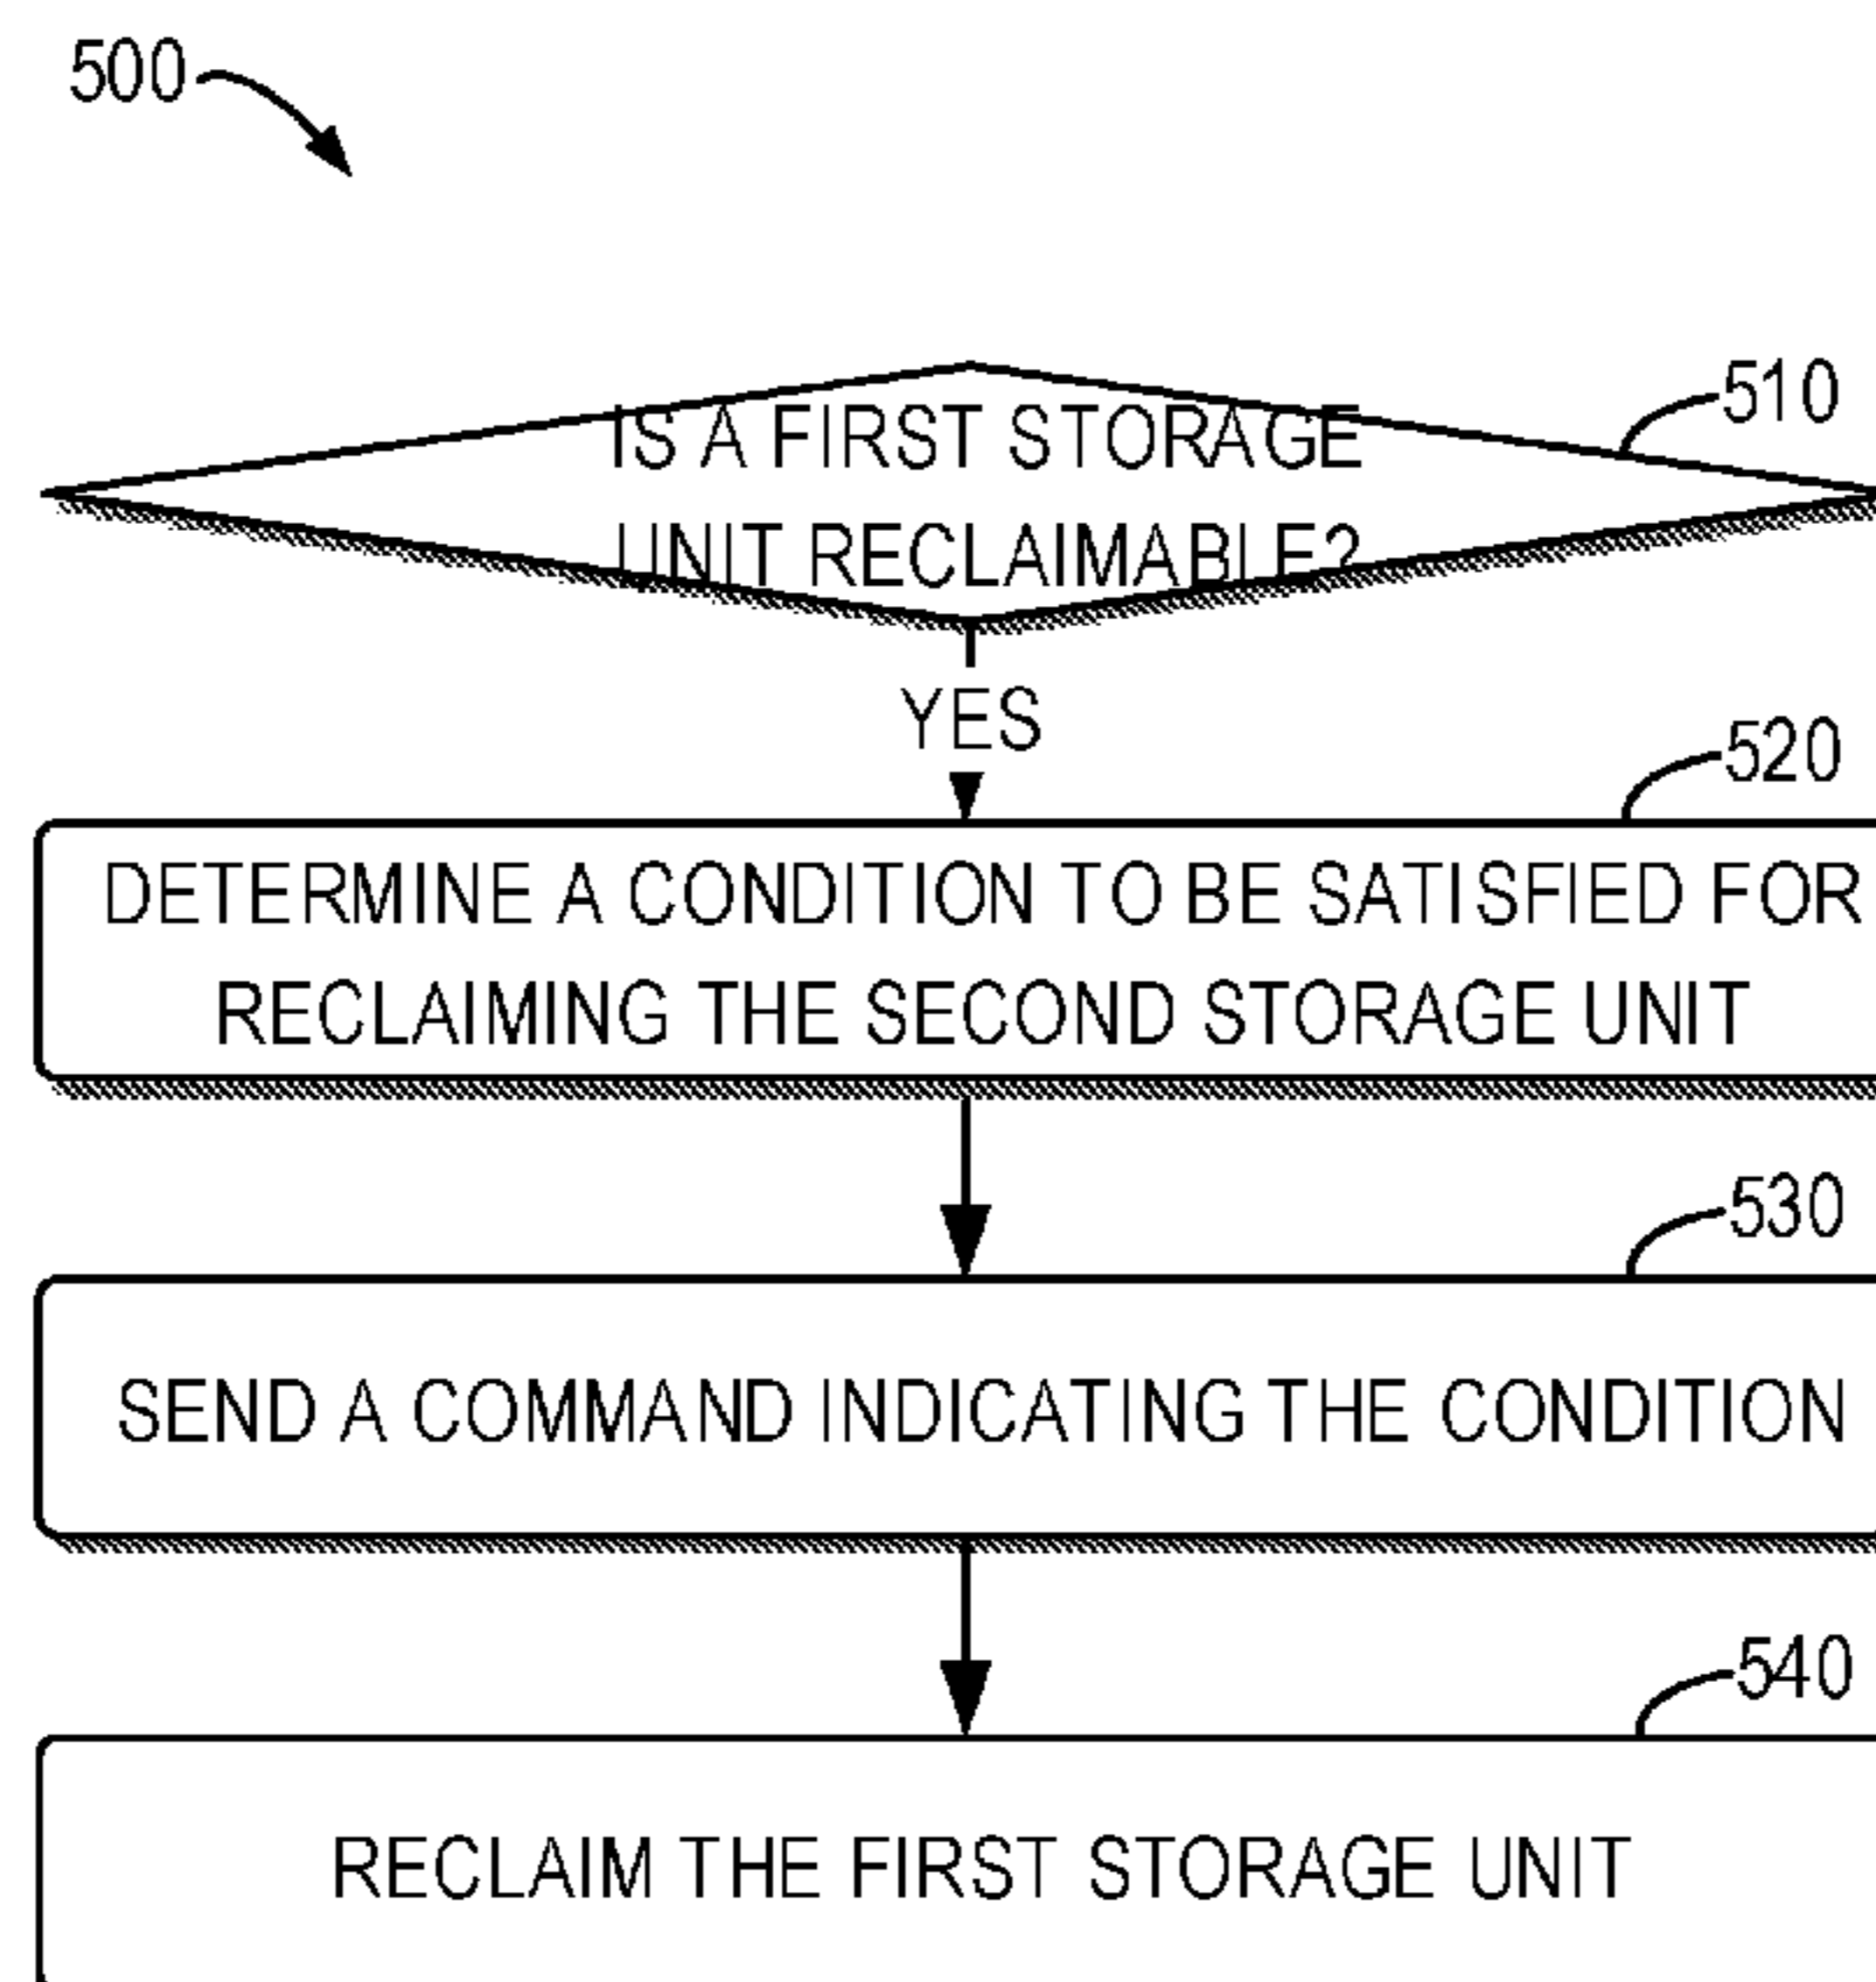 500
510
IS A FIRST STORAGE
UNIT RECLAIMABLE?
YES
520
DETERMINE A CONDITION TO BE SATISFIED FOR
RECLAIMING THE SECOND STORAGE UNIT
530
SEND A COMMAND INDICATING THE CONDITION
540
RECLAIM THE FIRST STORAGE UNIT